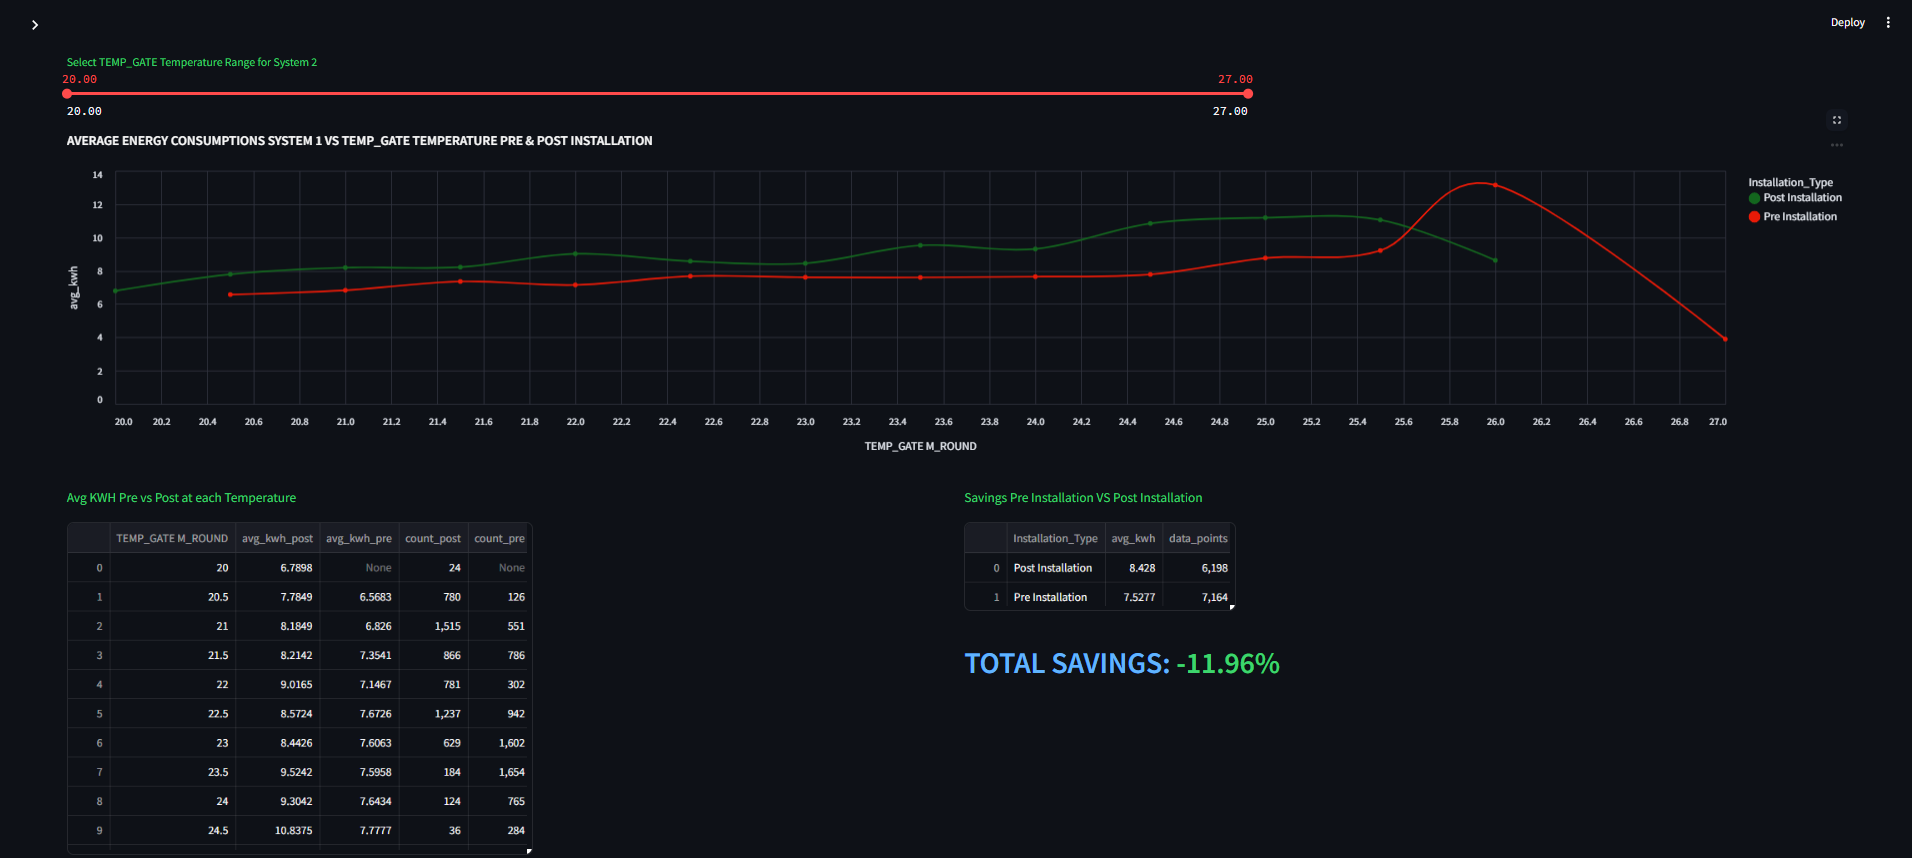 Deploy
Select TEMP_GATE Temperature Range for System 2
20.00 27.00
20.00 27.00
AVERAGE ENERGY CONSUMPTIONS SYSTEM 1 VS TEMP_GATE TEMPERATURE PRE & POST INSTALLATION
14
12
10
8
6
4
2
0
avg_kwh
Installation_Type
Post Installation
Pre Installation
20.0 20.2 20.4 20.6 20.8 21.0 21.2 21.4 21.6 21.8 22.0 22.2 22.4 22.6 22.8 23.0 23.2 23.4 23.6 23.8 24.0 24.2 24.4 24.6 24.8 25.0 25.2 25.4 25.6 25.8 26.0 26.2 26.4 26.6 26.8 27.0
TEMP_GATE M_ROUND
Avg KWH Pre vs Post at each Temperature
TEMP_GATE M_ROUND avg_kwh_post avg_kwh_pre count_post count_pre
0 20 6.7898 None 24 None
1 20.5 7.7849 6.5683 780 126
2 21 8.1849 6.826 1,515 551
3 21.5 8.2142 7.3541 866 786
4 22 9.0165 7.1467 781 302
5 22.5 8.5724 7.6726 1,237 942
6 23 8.4426 7.6063 629 1,602
7 23.5 9.5242 7.5958 184 1,654
8 24 9.3042 7.6434 124 765
9 24.5 10.8375 7.7777 36 284
Savings Pre Installation VS Post Installation
Installation_Type avg_kwh data_points
0 Post Installation 8.428 6,198
1 Pre Installation 7.5277 7,164
TOTAL SAVINGS: -11.96%